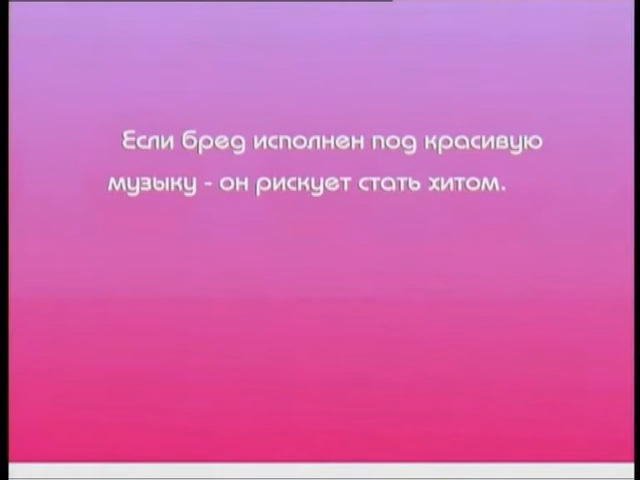 Если бред исполнен под красивую
музыку - он рискует стать хитом.